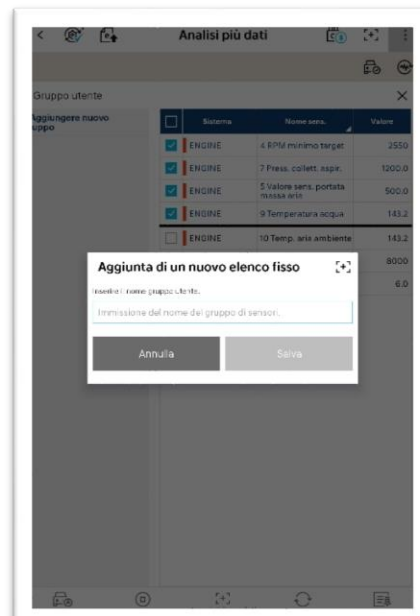 Analisi più dati
Gruppo utente
Aggiungere nuovo
Sistema Nome sens. Valore
ENGINE 4 RPM minimo target 2550
ENGINE 7 Press. collett. aspir. 1200.0
ENGINE 5 Valore sens. portata massa aria 500.0
ENGINE 9 Temperatura acqua 143.2
ENGINE 10 Temp. aria ambiente 143.2
8000
6.0
Aggiunta di un nuovo elenco fisso
Inserire il nome gruppo utente.
Immissione del nome del gruppo di sensori.
Annulla Salva